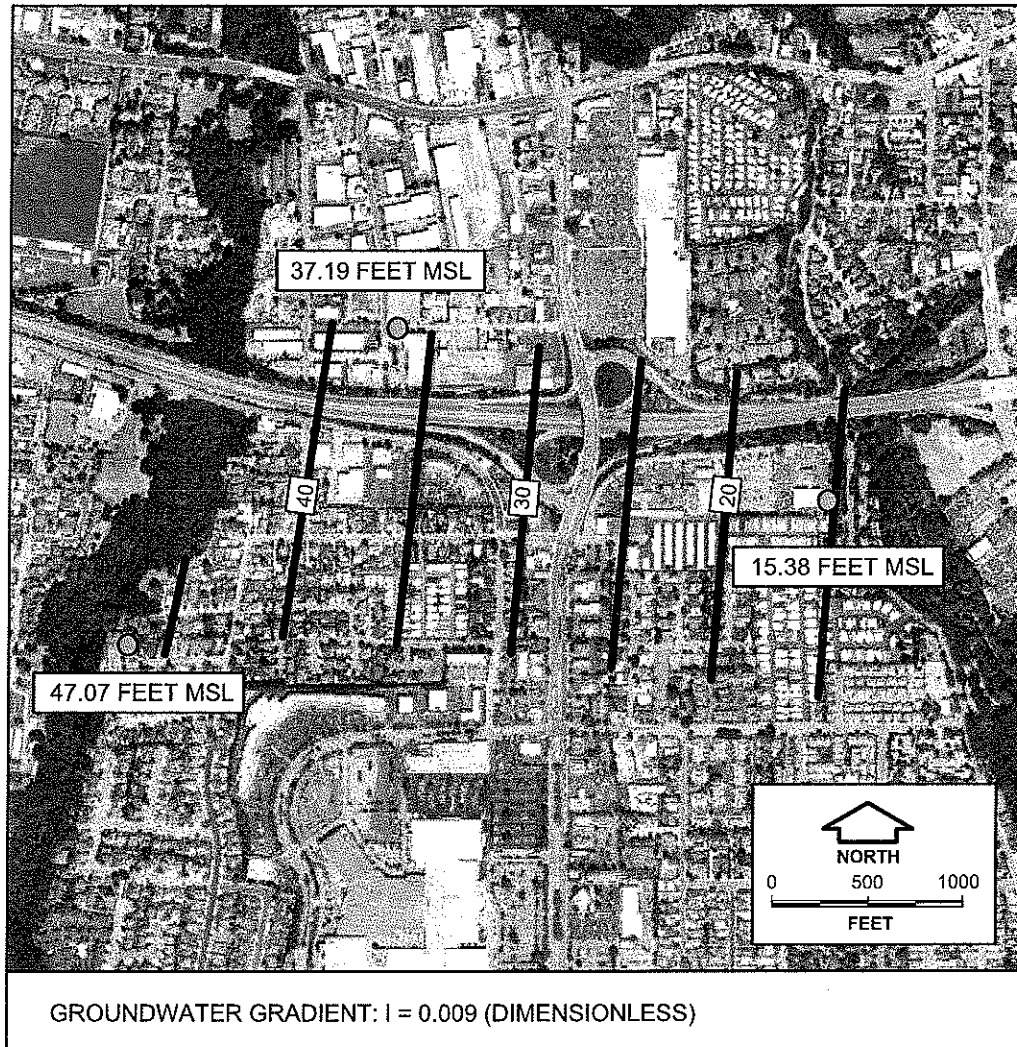 37.19 FEET MSL
40
30
20
15.38 FEET MSL
47.07 FEET MSL
NORTH
0 500 1000
FEET
GROUNDWATER GRADIENT: I = 0.009 (DIMENSIONLESS)